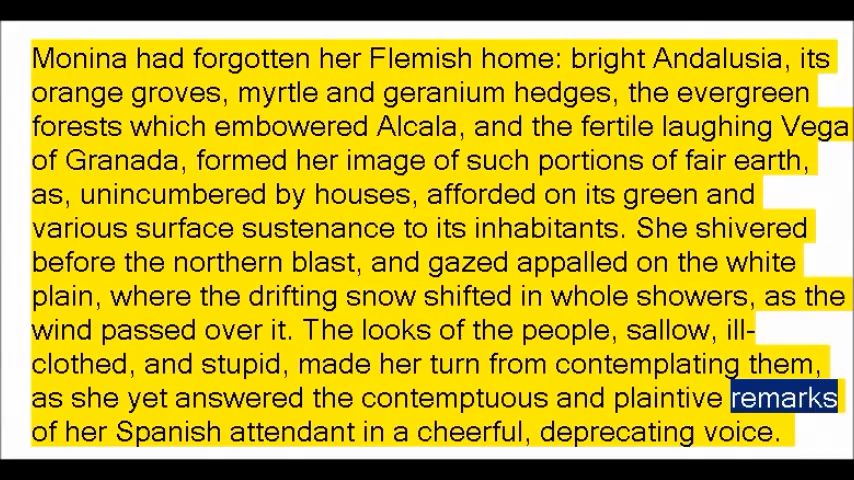 Monina had forgotten her Flemish home: bright Andalusia, its
orange groves, myrtle and geranium hedges, the evergreen
forests which embowered Alcala, and the fertile laughing Vega
of Granada, formed her image of such portions of fair earth,
as, unincumbered by houses, afforded on its green and
various surface sustenance to its inhabitants. She shivered
before the northern blast, and gazed appalled on the white
plain, where the drifting snow shifted in whole showers, as the
wind passed over it. The looks of the people, sallow, ill-
clothed, and stupid, made her turn from contemplating them,
as she yet answered the contemptuous and plaintive remarks
of her Spanish attendant in a cheerful, deprecating voice.